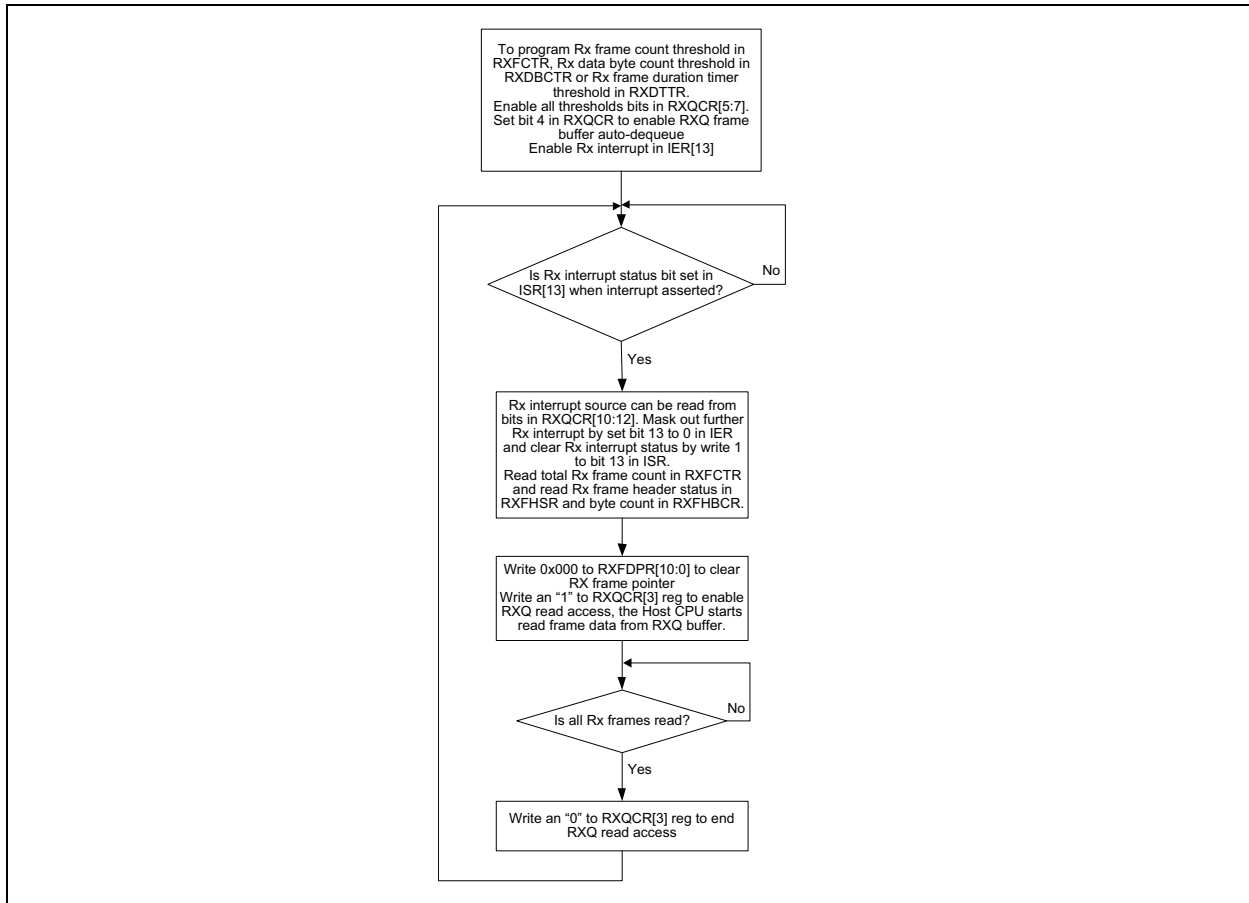 To program Rx frame count threshold in
RXFCTR, Rx data byte count threshold in
RXDBCTR or Rx frame duration timer
threshold in RXDTTR.
Enable all thresholds bits in RXQCR[5:7].
Set bit 4 in RXQCR to enable RXQ frame
buffer auto-dequeue
Enable Rx interrupt in IER[13]
Is Rx interrupt status bit set in
ISR[13] when interrupt asserted?
No
Yes
Rx interrupt source can be read from
bits in RXQCR[10:12]. Mask out further
Rx interrupt by set bit 13 to 0 in IER
and clear Rx interrupt status by write 1
to bit 13 in ISR.
Read total Rx frame count in RXFCTR
and read Rx frame header status in
RXFHSR and byte count in RXFHBCR.
Write 0x000 to RXFDPR[10:0] to clear
RX frame pointer
Write an “1” to RXQCR[3] reg to enable
RXQ read access, the Host CPU starts
read frame data from RXQ buffer.
Is all Rx frames read?
No
Yes
Write an “0” to RXQCR[3] reg to end
RXQ read access